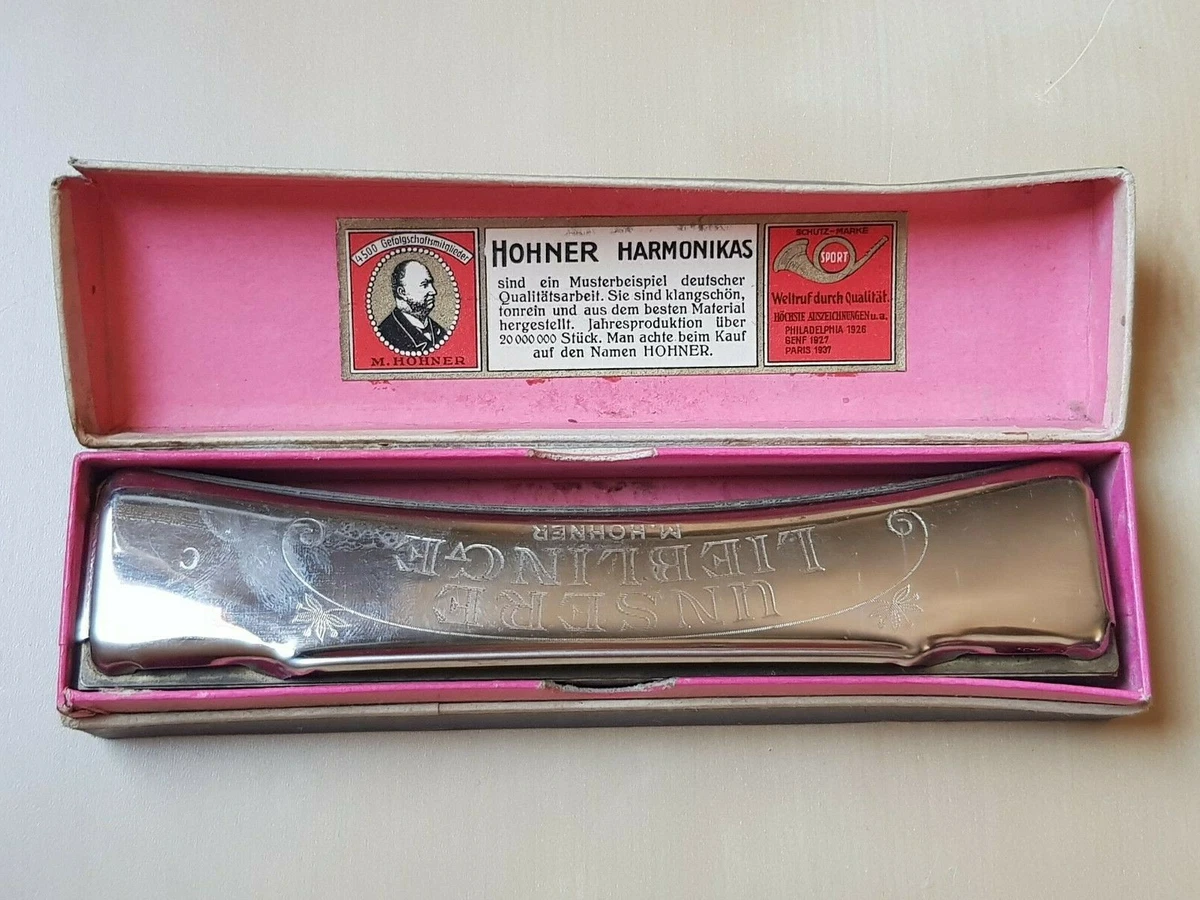 4500 Gefolgschaftsmitglieder
M. HOHNER
HOHNER HARMONIKAS
sind ein Musterbeispiel deutscher
Qualitätsarbeit. Sie sind klangschön,
tonrein und aus dem besten Material
hergestellt. Jahresproduktion über
20 000 000 Stück. Man achte beim Kauf
auf den Namen HOHNER.
SCHUTZ-MARKE
SPORT
Weltruf durch Qualität.
HÖCHSTE AUSZEICHNUNGEN u. a.
PHILADELPHIA 1926
GENF 1927
PARIS 1937
UNSERE
LIEBLINGE
M. HOHNER
C